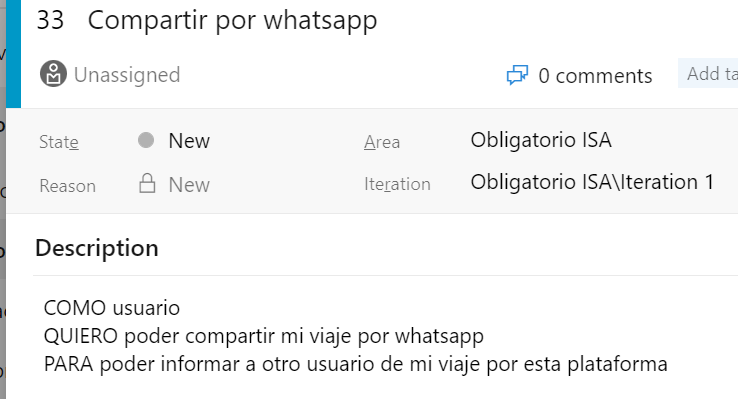 33 Compartir por whatsapp
Unassigned
0 comments
Add ta
State New Area Obligatorio ISA
Reason New Iteration Obligatorio ISA\Iteration 1
Description
COMO usuario
QUIERO poder compartir mi viaje por whatsapp
PARA poder informar a otro usuario de mi viaje por esta plataforma